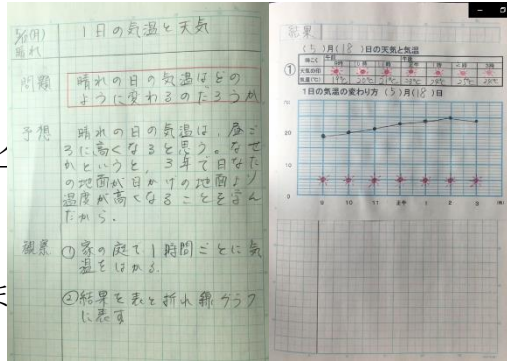 1日の気温と天気
晴れ
問題
晴れの日の気温はどの
ように変わるのだろうか
予想
晴れの日の気温は、昼ご
ろに高くなると思う。なぜ
かというと、3年で日なた
の地面が日かげの地面より
温度が高くなることを学ん
だから。
観察
①家の庭で1時間ごとに気
温をはかる。
②結果を表と折れ線グラフ
に表す
結果
(5)月(18)日の天気と気温
①
午前
午後
天気の印
気温(℃)
1日の気温の変わり方 (5)月(18)日
20
10
0
9 10 11 正午 1 2 3 (時)